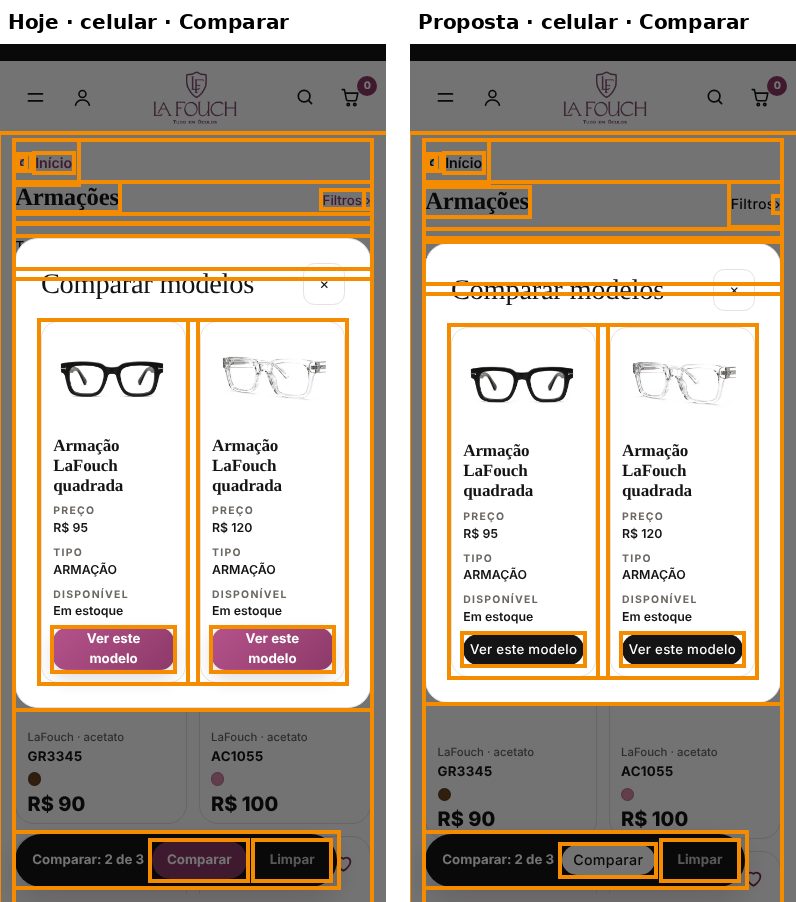 Hoje · celular · Comparar
LA FOUCH
TUDO EM ÓCULOS
0
Início
Armações
Filtros
Comparar modelos
×
Armação
LaFouch
quadrada
PREÇO
R$ 95
TIPO
ARMAÇÃO
DISPONÍVEL
Em estoque
Ver este
modelo
Armação
LaFouch
quadrada
PREÇO
R$ 120
TIPO
ARMAÇÃO
DISPONÍVEL
Em estoque
Ver este
modelo
LaFouch · acetato
GR3345
R$ 90
LaFouch · acetato
AC1055
R$ 100
Comparar: 2 de 3
Comparar
Limpar
Proposta · celular · Comparar
LA FOUCH
TUDO EM ÓCULOS
0
Início
Armações
Filtros
Comparar modelos
×
Armação
LaFouch
quadrada
PREÇO
R$ 95
TIPO
ARMAÇÃO
DISPONÍVEL
Em estoque
Ver este modelo
Armação
LaFouch
quadrada
PREÇO
R$ 120
TIPO
ARMAÇÃO
DISPONÍVEL
Em estoque
Ver este modelo
LaFouch · acetato
GR3345
R$ 90
LaFouch · acetato
AC1055
R$ 100
Comparar: 2 de 3
Comparar
Limpar